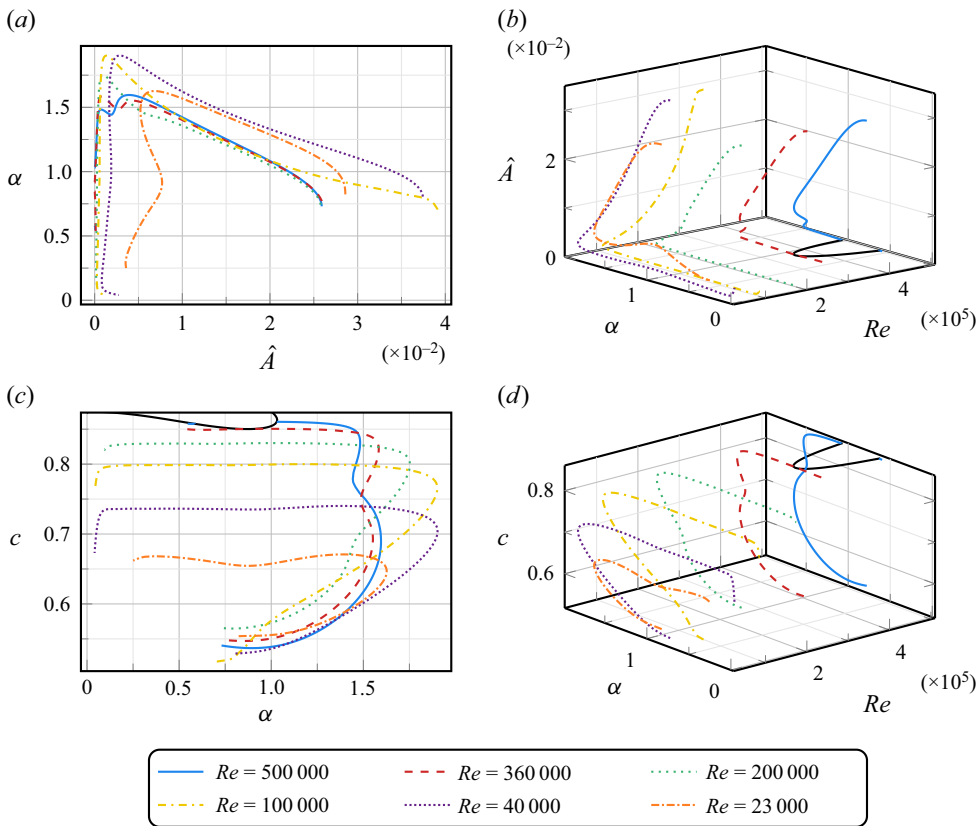 (a)
(b)
1.5
1.0
0.5
0
α
0
1
2
3
4
Â
(×10–2)
(×10–2)
Â
2
0
1
0
α
2
4
(×105)
Re
(c)
(d)
0.8
0.7
0.6
c
0
0.5
1.0
1.5
α
0.8
0.6
c
1
0
α
2
4
(×105)
Re
Re = 500 000
Re = 360 000
Re = 200 000
Re = 100 000
Re = 40 000
Re = 23 000